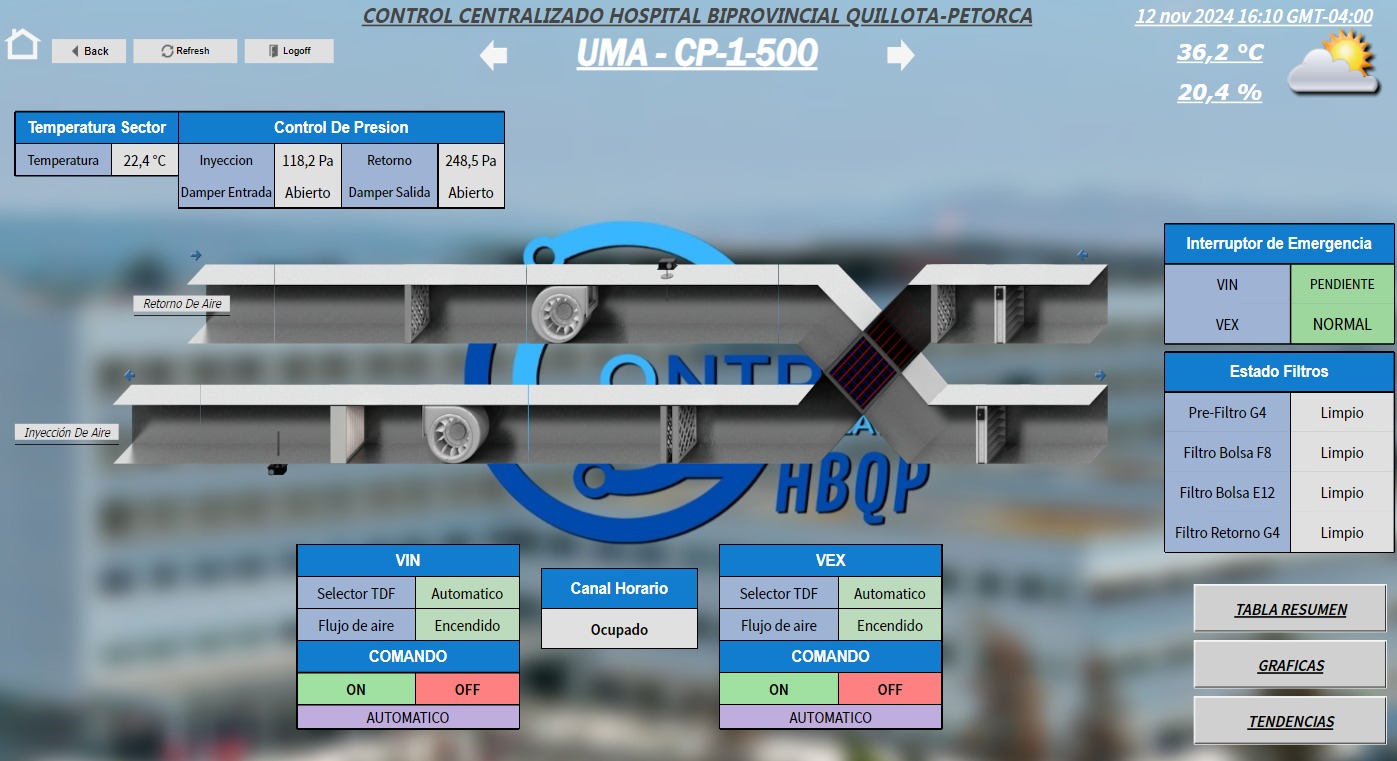 CONTROL CENTRALIZADO HOSPITAL BIPROVINCIAL QUILLOTA-PETORCA
12 nov 2024 16:10 GMT-04:00
Back
Refresh
Logoff
UMA - CP-1-500
36,2 °C
20,4 %
Temperatura Sector
Control De Presion
Temperatura
22,4 °C
Inyeccion
118,2 Pa
Retorno
248,5 Pa
Damper Entrada
Abierto
Damper Salida
Abierto
Interruptor de Emergencia
VIN
PENDIENTE
VEX
NORMAL
Retorno De Aire
Inyección De Aire
HBQP
Estado Filtros
Pre-Filtro G4
Limpio
Filtro Bolsa F8
Limpio
Filtro Bolsa E12
Limpio
Filtro Retorno G4
Limpio
VIN
Selector TDF
Automatico
Flujo de aire
Encendido
COMANDO
ON
OFF
AUTOMATICO
Canal Horario
Ocupado
VEX
Selector TDF
Automatico
Flujo de aire
Encendido
COMANDO
ON
OFF
AUTOMATICO
TABLA RESUMEN
GRAFICAS
TENDENCIAS